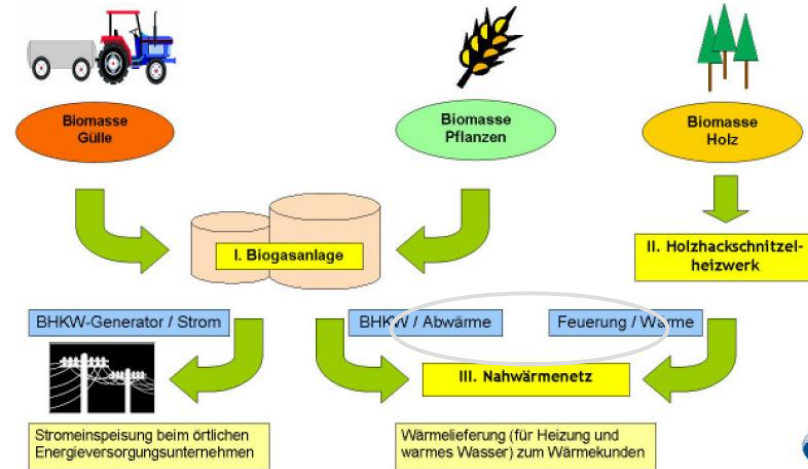 Biomasse
Gülle
Biomasse
Pflanzen
Biomasse
Holz
I. Biogasanlage
II. Holzhackschnitzel-
heizwerk
BHKW-Generator / Strom
BHKW / Abwärme
Feuerung / Wärme
III. Nahwärmenetz
Stromeinspeisung beim örtlichen
Energieversorgungsunternehmen
Wärmelieferung (für Heizung und
warmes Wasser) zum Wärmekunden